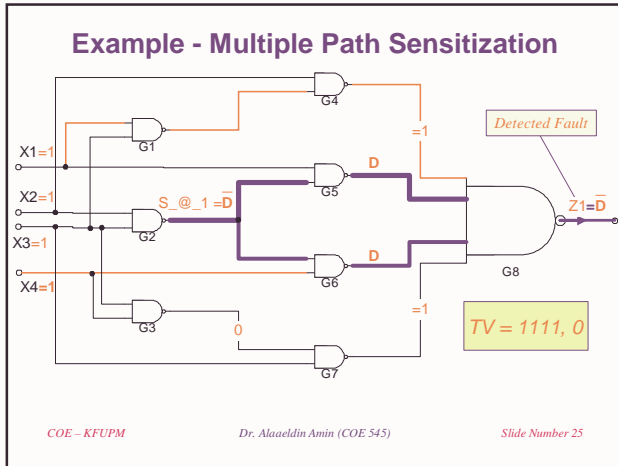 Example - Multiple Path Sensitization
G4
Detected Fault
=1
G1
X1=1
D
G5
Z1=D̅
X2=1
S_@_1 =D̅
G2
X3=1
D
G8
G6
X4=1
=1
TV = 1111, 0
G3
0
G7
COE – KFUPM
Dr. Alaaeldin Amin (COE 545)
Slide Number 25